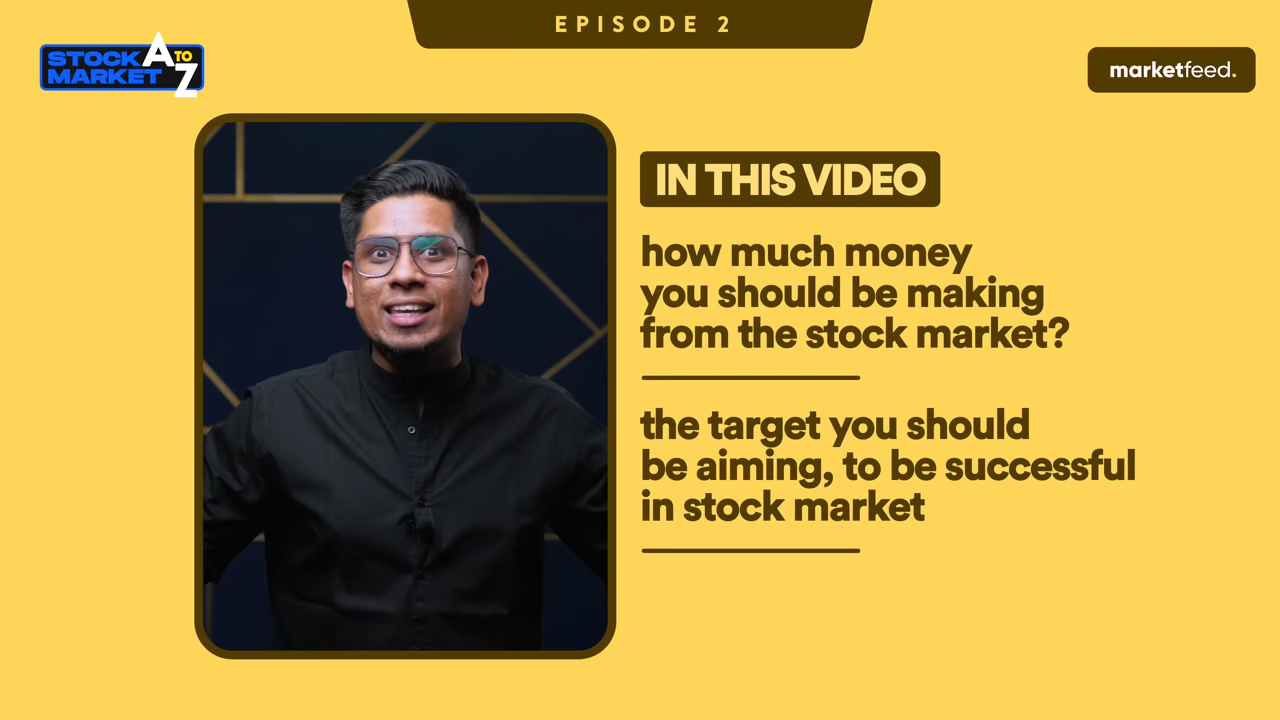 EPISODE 2
STOCK A TO
MARKET Z
marketfeed.
IN THIS VIDEO
how much money
you should be making
from the stock market?
the target you should
be aiming, to be successful
in stock market